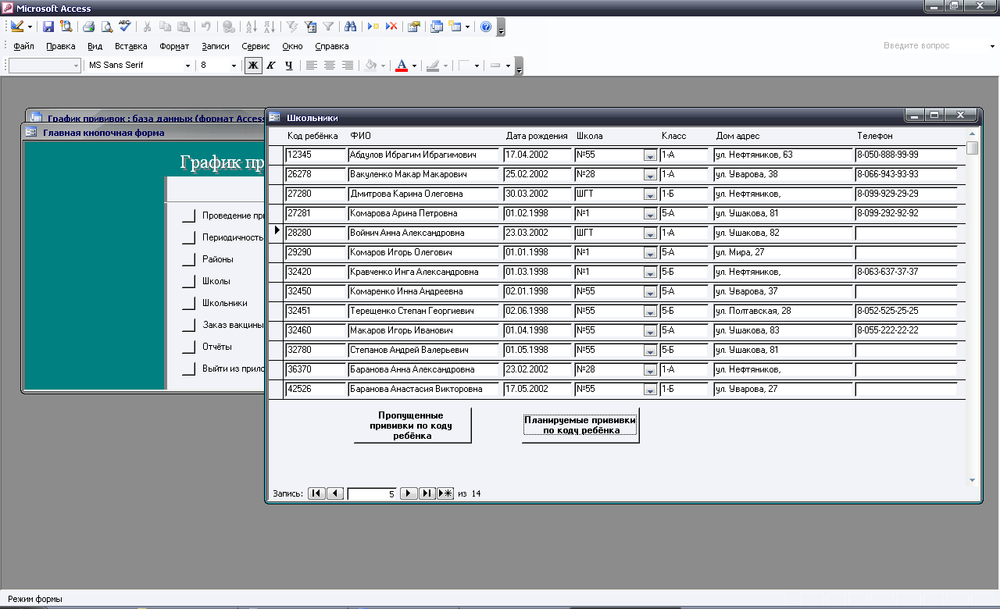 Microsoft Access
Файл Правка Вид Вставка Формат Записи Сервис Окно Справка
Введите вопрос
MS Sans Serif 8 Ж К Ч
График прививок : база данных (формат Access
Главная кнопочная форма
График пр
Проведение пр
Периодичность
Районы
Школы
Школьники
Заказ вакцины
Отчёты
Выйти из прило
Школьники
Код ребёнка ФИО Дата рождения Школа Класс Дом адрес Телефон
12345 Абдулов Ибрагим Ибрагимович 17.04.2002 №55 1-А ул. Нефтяников, 63 8-050-888-99-99
26278 Вакуленко Макар Макарович 25.02.2002 №28 1-А ул. Уварова, 38 8-066-943-93-93
27280 Дмитрова Карина Олеговна 30.03.2002 ШГТ 1-Б ул. Нефтяников, 8-099-929-29-29
27281 Комарова Арина Петровна 01.02.1998 №1 5-А ул. Ушакова, 81 8-099-292-92-92
28280 Войнич Анна Александровна 23.03.2002 ШГТ 1-А ул. Ушакова, 82
29290 Комаров Игорь Олегович 01.01.1998 №1 5-А ул. Мира, 27
32420 Кравченко Инга Александровна 01.03.1998 №1 5-Б ул. Нефтяников, 8-063-637-37-37
32450 Комаренко Инна Андреевна 02.01.1998 №55 5-А ул. Уварова, 37
32451 Терещенко Степан Георгиевич 02.06.1998 №55 5-Б ул. Полтавская, 28 8-052-525-25-25
32460 Макаров Игорь Иванович 01.04.1998 №55 5-А ул. Ушакова, 83 8-055-222-22-22
32780 Степанов Андрей Валерьевич 01.05.1998 №55 5-Б ул. Ушакова, 81
36370 Баранова Анна Александровна 23.02.2002 №28 1-А ул. Нефтяников,
42526 Баранова Анастасия Викторовна 17.05.2002 №55 1-Б ул. Уварова, 27
Пропущенные
прививки по коду
ребёнка
Планируемые прививки
по коду ребёнка
Запись: 5 из 14
Режим формы